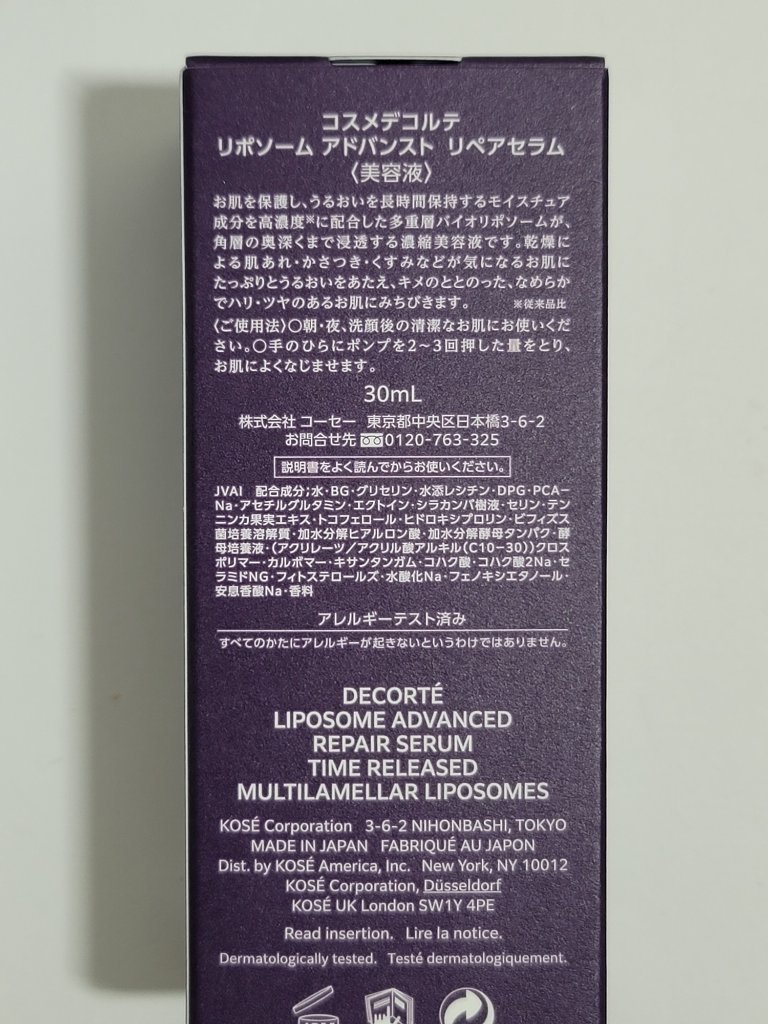 コスメデコルテ
リポソーム アドバンスト リペアセラム
〈美容液〉
お肌を保護し、うるおいを長時間保持するモイスチュア
成分を高濃度※に配合した多重層バイオリポソームが、
角層の奥深くまで浸透する濃縮美容液です。乾燥に
よる肌あれ・かさつき・くすみなどが気になるお肌に
たっぷりとうるおいをあたえ、キメのととのった、なめらか
でハリ・ツヤのあるお肌にみちびきます。 ※従来品比
〈ご使用法〉○朝・夜、洗顔後の清潔なお肌にお使いくだ
さい。○手のひらにポンプを2～3回押した量をとり、
お肌によくなじませます。
30mL
株式会社 コーセー 東京都中央区日本橋3-6-2
お問合せ先 0120-763-325
説明書をよく読んでからお使いください。
JVAI 配合成分;水・BG・グリセリン・水添レシチン・DPG・PCA-
Na・アセチルグルタミン・エクトイン・シラカンバ樹液・セリン・テン
ニンカ果実エキス・トコフェロール・ヒドロキシプロリン・ビフィズス
菌培養溶解質・加水分解ヒアルロン酸・加水分解酵母タンパク・酵
母培養液・(アクリレーツ/アクリル酸アルキル(C10-30))クロス
ポリマー・カルボマー・キサンタンガム・コハク酸・コハク酸2Na・セ
ラミドNG・フィトステロールズ・水酸化Na・フェノキシエタノール・
安息香酸Na・香料
アレルギーテスト済み
すべてのかたにアレルギーが起きないというわけではありません。
DECORTÉ
LIPOSOME ADVANCED
REPAIR SERUM
TIME RELEASED
MULTILAMELLAR LIPOSOMES
KOSÉ Corporation 3-6-2 NIHONBASHI, TOKYO
MADE IN JAPAN FABRIQUÉ AU JAPON
Dist. by KOSÉ America, Inc. New York, NY 10012
KOSÉ Corporation, Düsseldorf
KOSÉ UK London SW1Y 4PE
Read insertion. Lire la notice.
Dermatologically tested. Testé dermatologiquement.